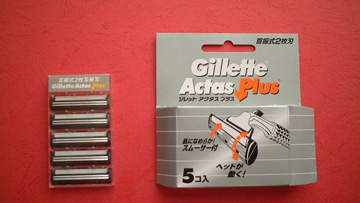 首振式2枚刃替刃
Gillette Actas Plus
首振式2枚刃
Gillette®
Actas Plus
ジレット アクタス プラス
肌になめらか!
スムーサー付
ヘッドが
動く!
5コ入